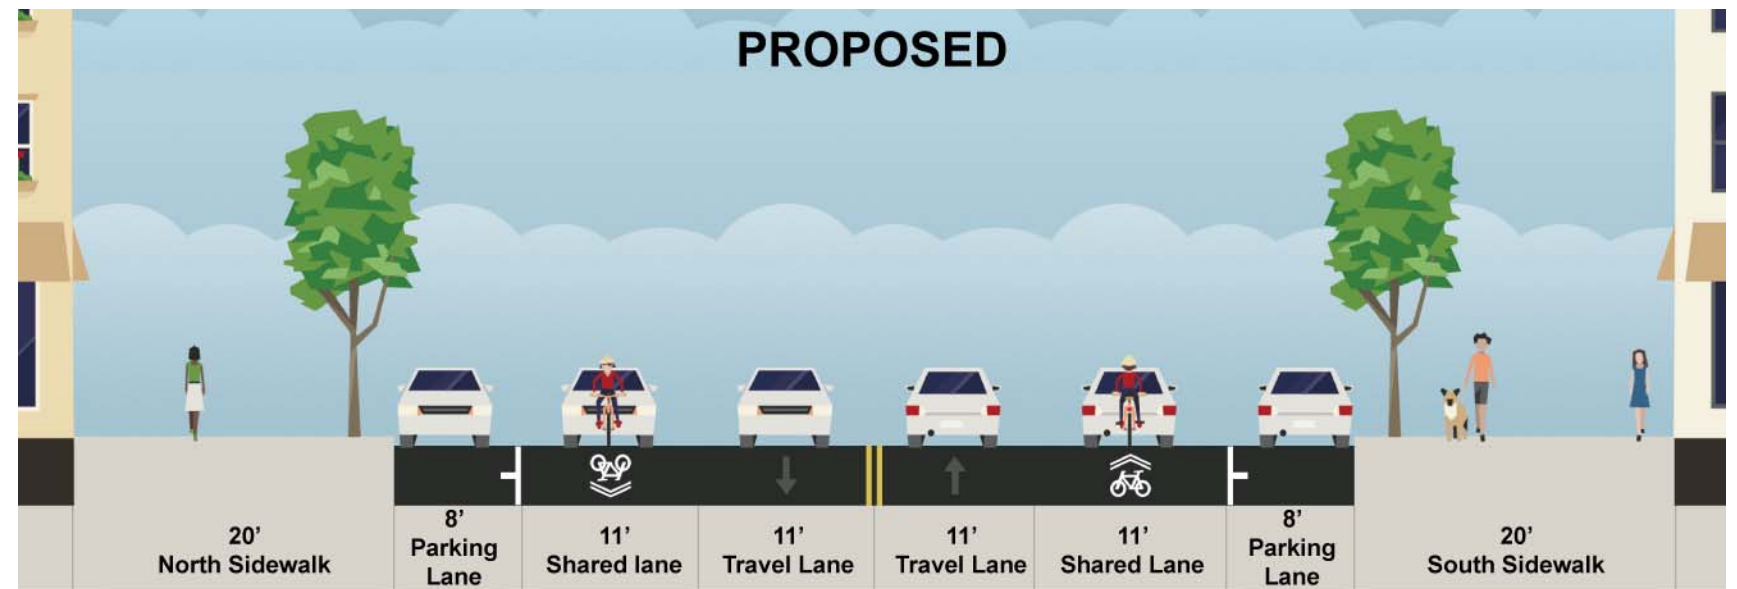 PROPOSED
20’
North Sidewalk
8’
Parking
Lane
11’
Shared lane
11’
Travel Lane
11’
Travel Lane
11’
Shared Lane
8’
Parking
Lane
20’
South Sidewalk